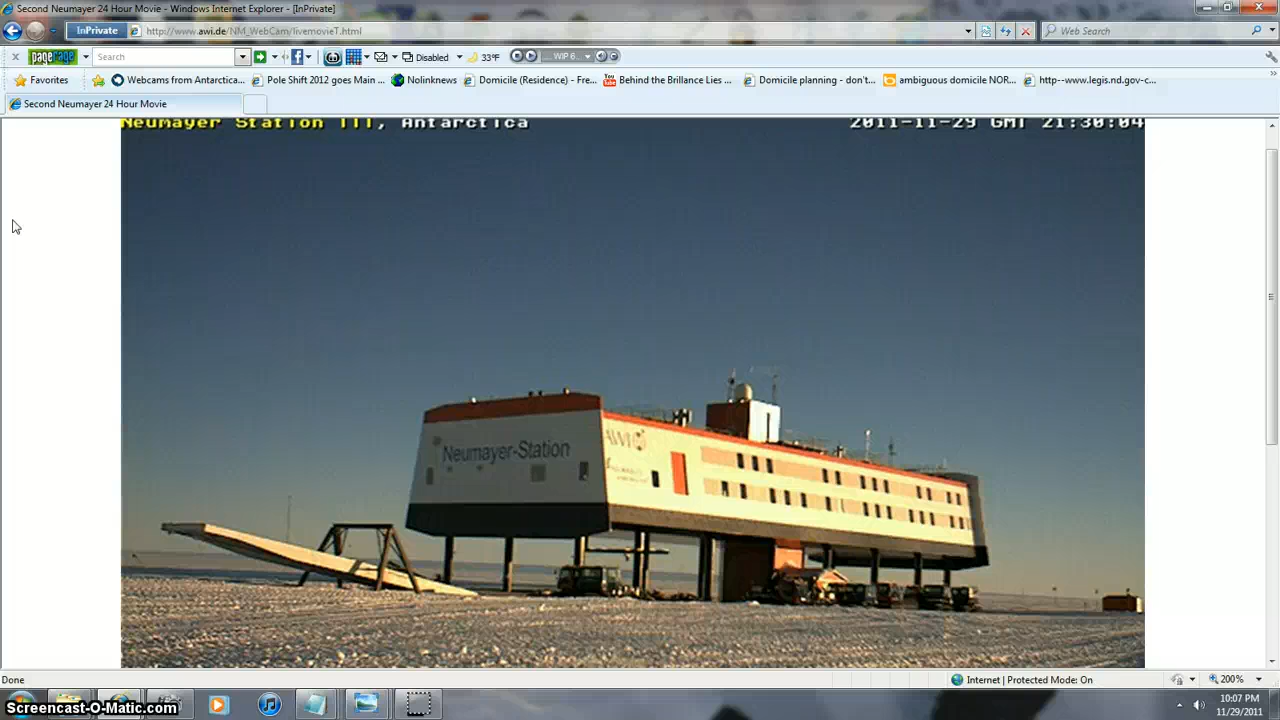 Second Neumayer 24 Hour Movie - Windows Internet Explorer - [InPrivate]
InPrivate http://www.awi.de/NM_WebCam/livemovieT.html Web Search
pagerage Search Disabled 33°F ... WIP 6...
Favorites Webcams from Antarctica... Pole Shift 2012 goes Main ... Nolinknews Domicile (Residence) - Fre... Behind the Brillance Lies ... Domicile planning - don't... ambiguous domicile NOR... http--www.legis.nd.gov-c...
Second Neumayer 24 Hour Movie
Neumayer Station III, Antarctica 2011-11-29 GMT 21:30:04
AWI
Neumayer-Station
Done Internet | Protected Mode: On 200%
10:07 PM
Screencast-O-Matic.com 11/29/2011